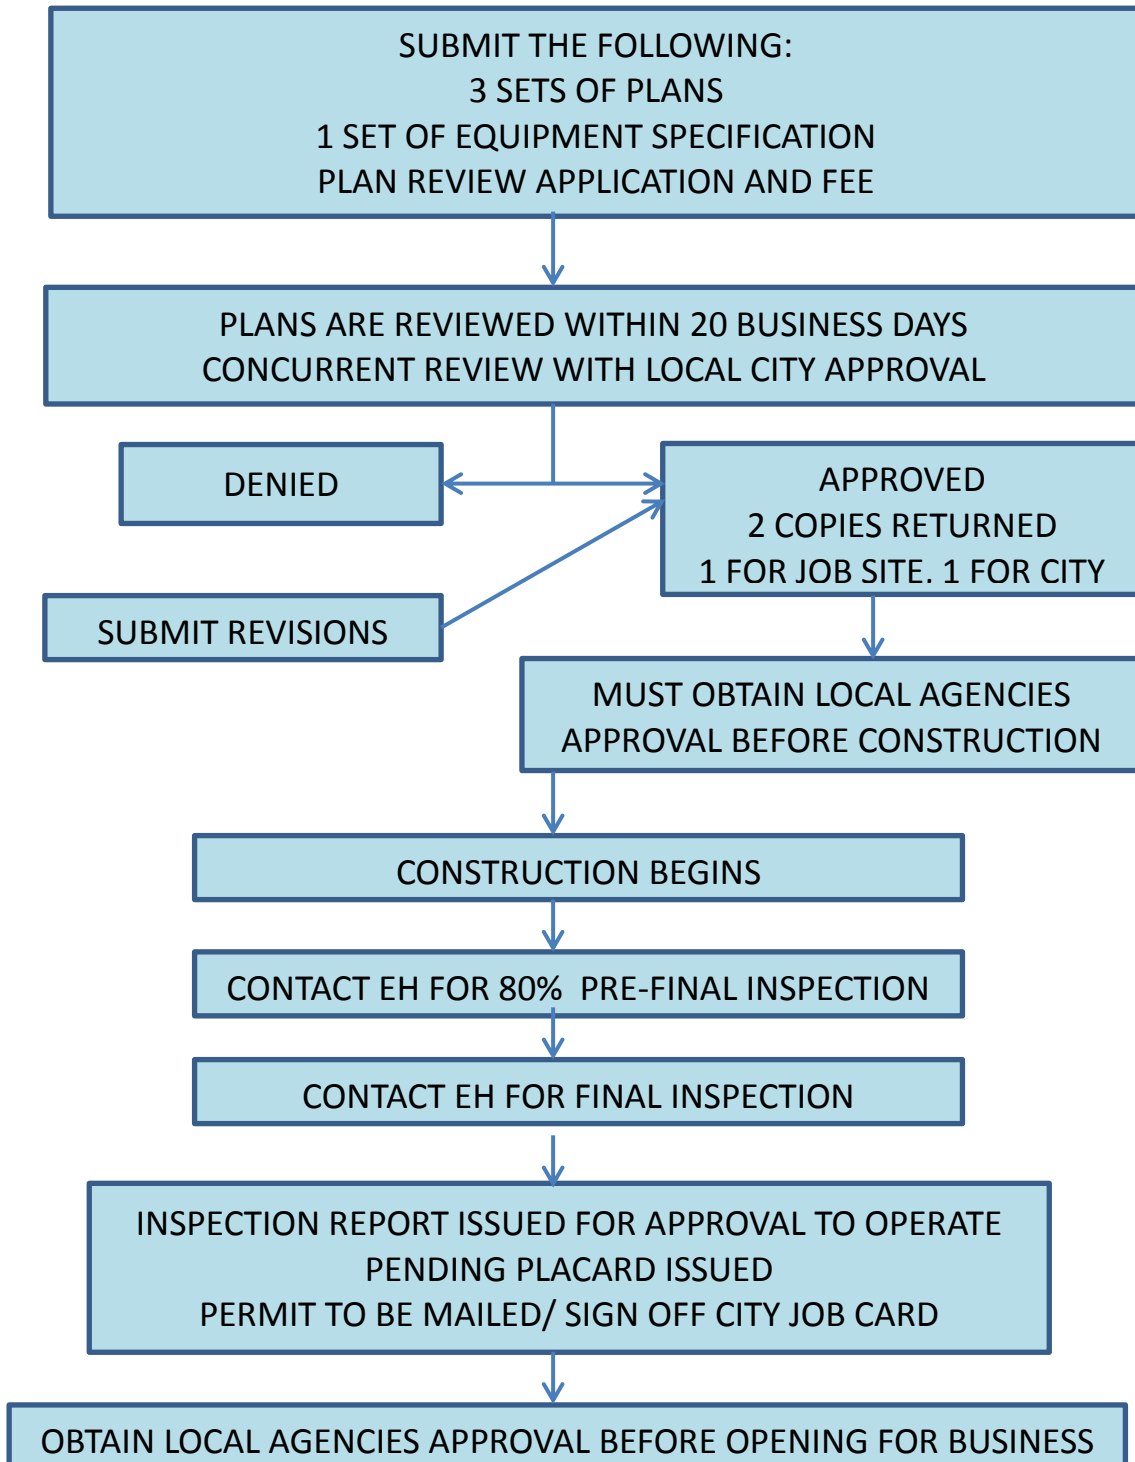 SUBMIT THE FOLLOWING:
3 SETS OF PLANS
1 SET OF EQUIPMENT SPECIFICATION
PLAN REVIEW APPLICATION AND FEE
PLANS ARE REVIEWED WITHIN 20 BUSINESS DAYS
CONCURRENT REVIEW WITH LOCAL CITY APPROVAL
DENIED
APPROVED
2 COPIES RETURNED
1 FOR JOB SITE. 1 FOR CITY
SUBMIT REVISIONS
MUST OBTAIN LOCAL AGENCIES
APPROVAL BEFORE CONSTRUCTION
CONSTRUCTION BEGINS
CONTACT EH FOR 80% PRE-FINAL INSPECTION
CONTACT EH FOR FINAL INSPECTION
INSPECTION REPORT ISSUED FOR APPROVAL TO OPERATE
PENDING PLACARD ISSUED
PERMIT TO BE MAILED/ SIGN OFF CITY JOB CARD
OBTAIN LOCAL AGENCIES APPROVAL BEFORE OPENING FOR BUSINESS